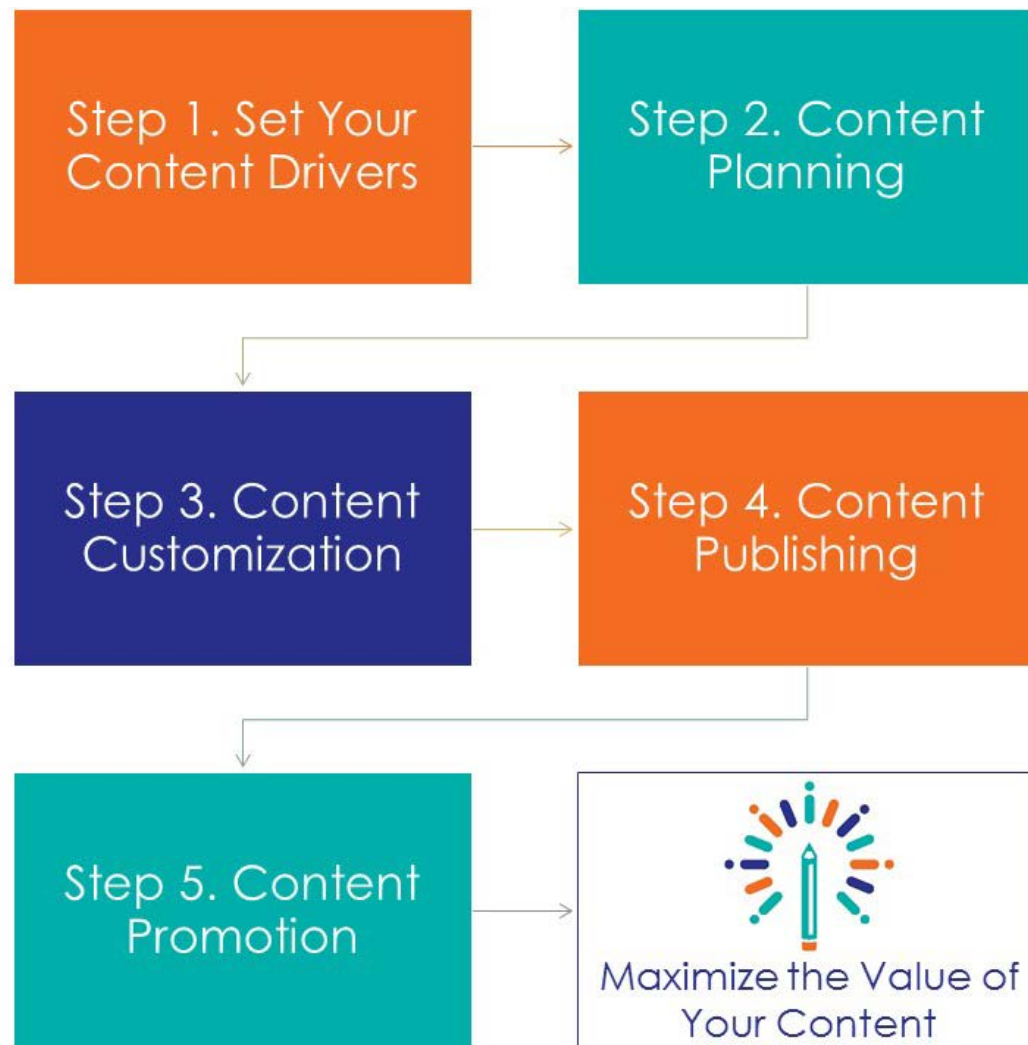 Step 1. Set Your
Content Drivers
Step 2. Content
Planning
Step 3. Content
Customization
Step 4. Content
Publishing
Step 5. Content
Promotion
Maximize the Value of
Your Content